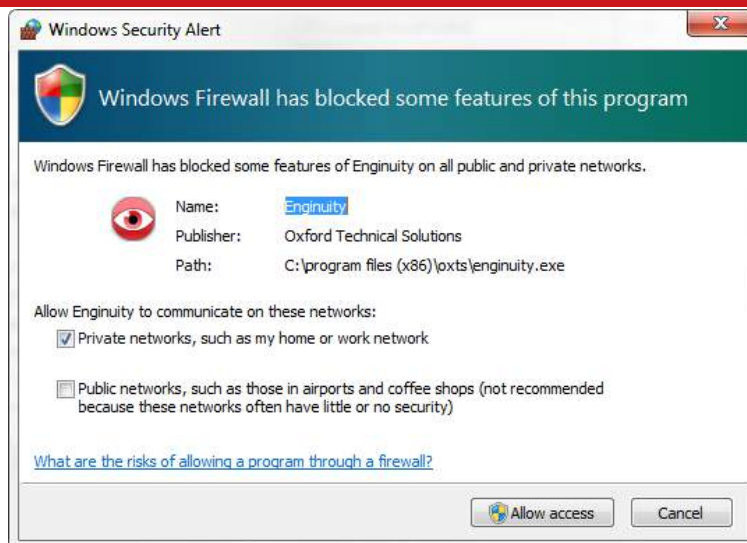 Windows Security Alert
Windows Firewall has blocked some features of this program
Windows Firewall has blocked some features of Enginuity on all public and private networks.
Name: Enginuity
Publisher: Oxford Technical Solutions
Path: C:\program files (x86)\oxts\enginuity.exe
Allow Enginuity to communicate on these networks:
Private networks, such as my home or work network
Public networks, such as those in airports and coffee shops (not recommended
because these networks often have little or no security)
What are the risks of allowing a program through a firewall?
Allow access Cancel